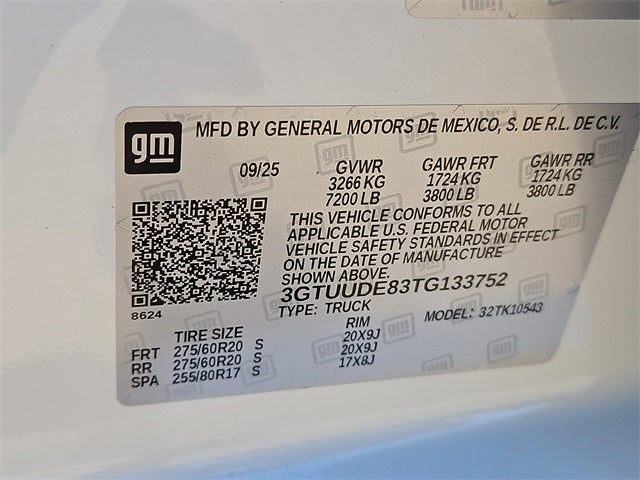 gm MFD BY GENERAL MOTORS DE MEXICO, S. DE R.L. DE C.V.
09/25 GVWR GAWR FRT GAWR RR
3266 KG 1724 KG 1724 KG
7200 LB 3800 LB 3800 LB
THIS VEHICLE CONFORMS TO ALL
APPLICABLE U.S. FEDERAL MOTOR
VEHICLE SAFETY STANDARDS IN EFFECT
ON THE DATE OF MANUFACTURE
SHOWN ABOVE.
3GTUUDE83TG133752
8624
TYPE: TRUCK MODEL: 32TK10543
TIRE SIZE RIM
FRT 275/60R20 S 20X9J
RR 275/60R20 S 20X9J
SPA 255/80R17 S 17X8J